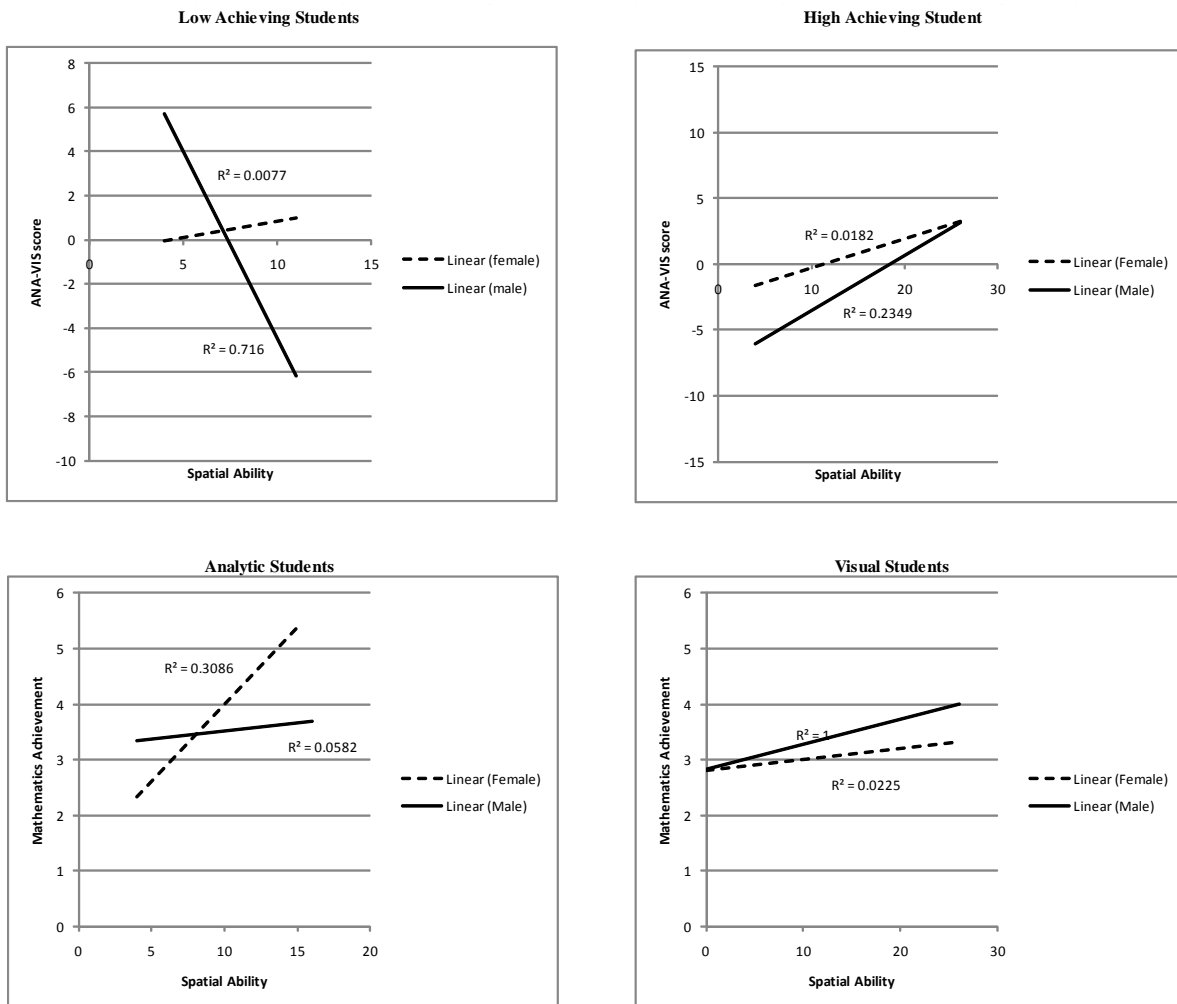 Low Achieving Students
8
6
4
2
0
-2
-4
-6
-8
-10
0
5
10
15
R² = 0.0077
R² = 0.716
ANA-VIS score
Spatial Ability
Linear (female)
Linear (male)
High Achieving Student
15
10
5
0
-5
-10
-15
0
10
20
30
R² = 0.0182
R² = 0.2349
ANA-VIS score
Spatial Ability
Linear (Female)
Linear (Male)
Analytic Students
6
5
4
3
2
1
0
0
5
10
15
20
R² = 0.3086
R² = 0.0582
Mathematics Achievement
Spatial Ability
Linear (Female)
Linear (Male)
Visual Students
6
5
4
3
2
1
0
0
10
20
30
R² = 1
R² = 0.0225
Mathematics Achievement
Spatial Ability
Linear (Female)
Linear (Male)